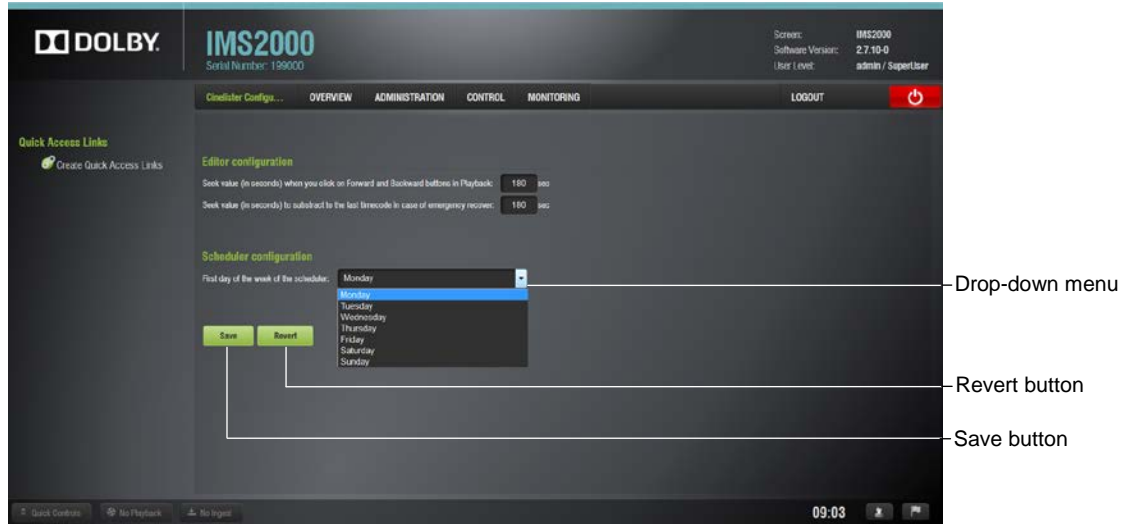 DOLBY.
IMS2000
Serial Number: 199000
Screen: IMS2000
Software Version: 2.7.10-0
User Level: admin / SuperUser
Cinelister Configu... OVERVIEW ADMINISTRATION CONTROL MONITORING LOGOUT
Quick Access Links
Create Quick Access Links
Editor configuration
Seek value (in seconds) when you click on Forward and Backward buttons in Playback: 180 sec
Seek value (in seconds) to substract to the last timecode in case of emergency recover: 180 sec
Scheduler configuration
First day of the week of the scheduler: Monday
Monday
Tuesday
Wednesday
Thursday
Friday
Saturday
Sunday
Save Revert
Drop-down menu
Revert button
Save button
Quick Controls No Playback No Ingest 09:03